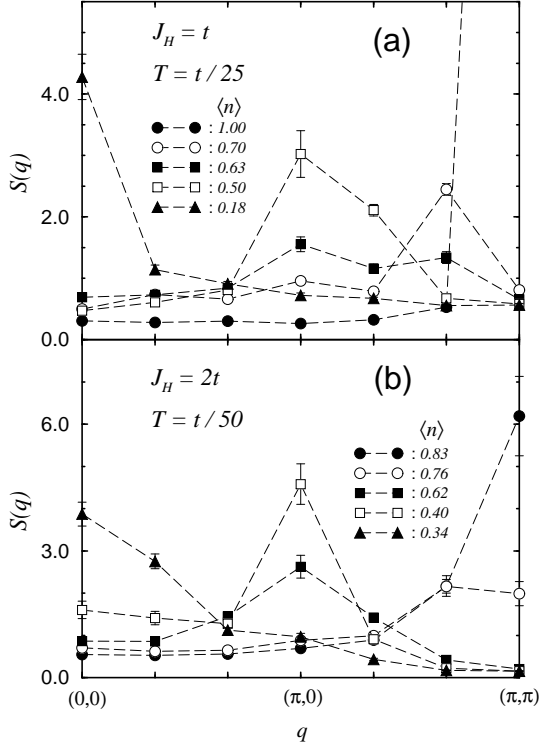 J_H = t
(a)
T = t / 25
⟨n⟩
: 1.00
: 0.70
: 0.63
: 0.50
: 0.18
4.0
2.0
0.0
S(q)
J_H = 2t
(b)
T = t / 50
⟨n⟩
: 0.83
: 0.76
: 0.62
: 0.40
: 0.34
6.0
3.0
0.0
S(q)
(0,0)
(π,0)
(π,π)
q